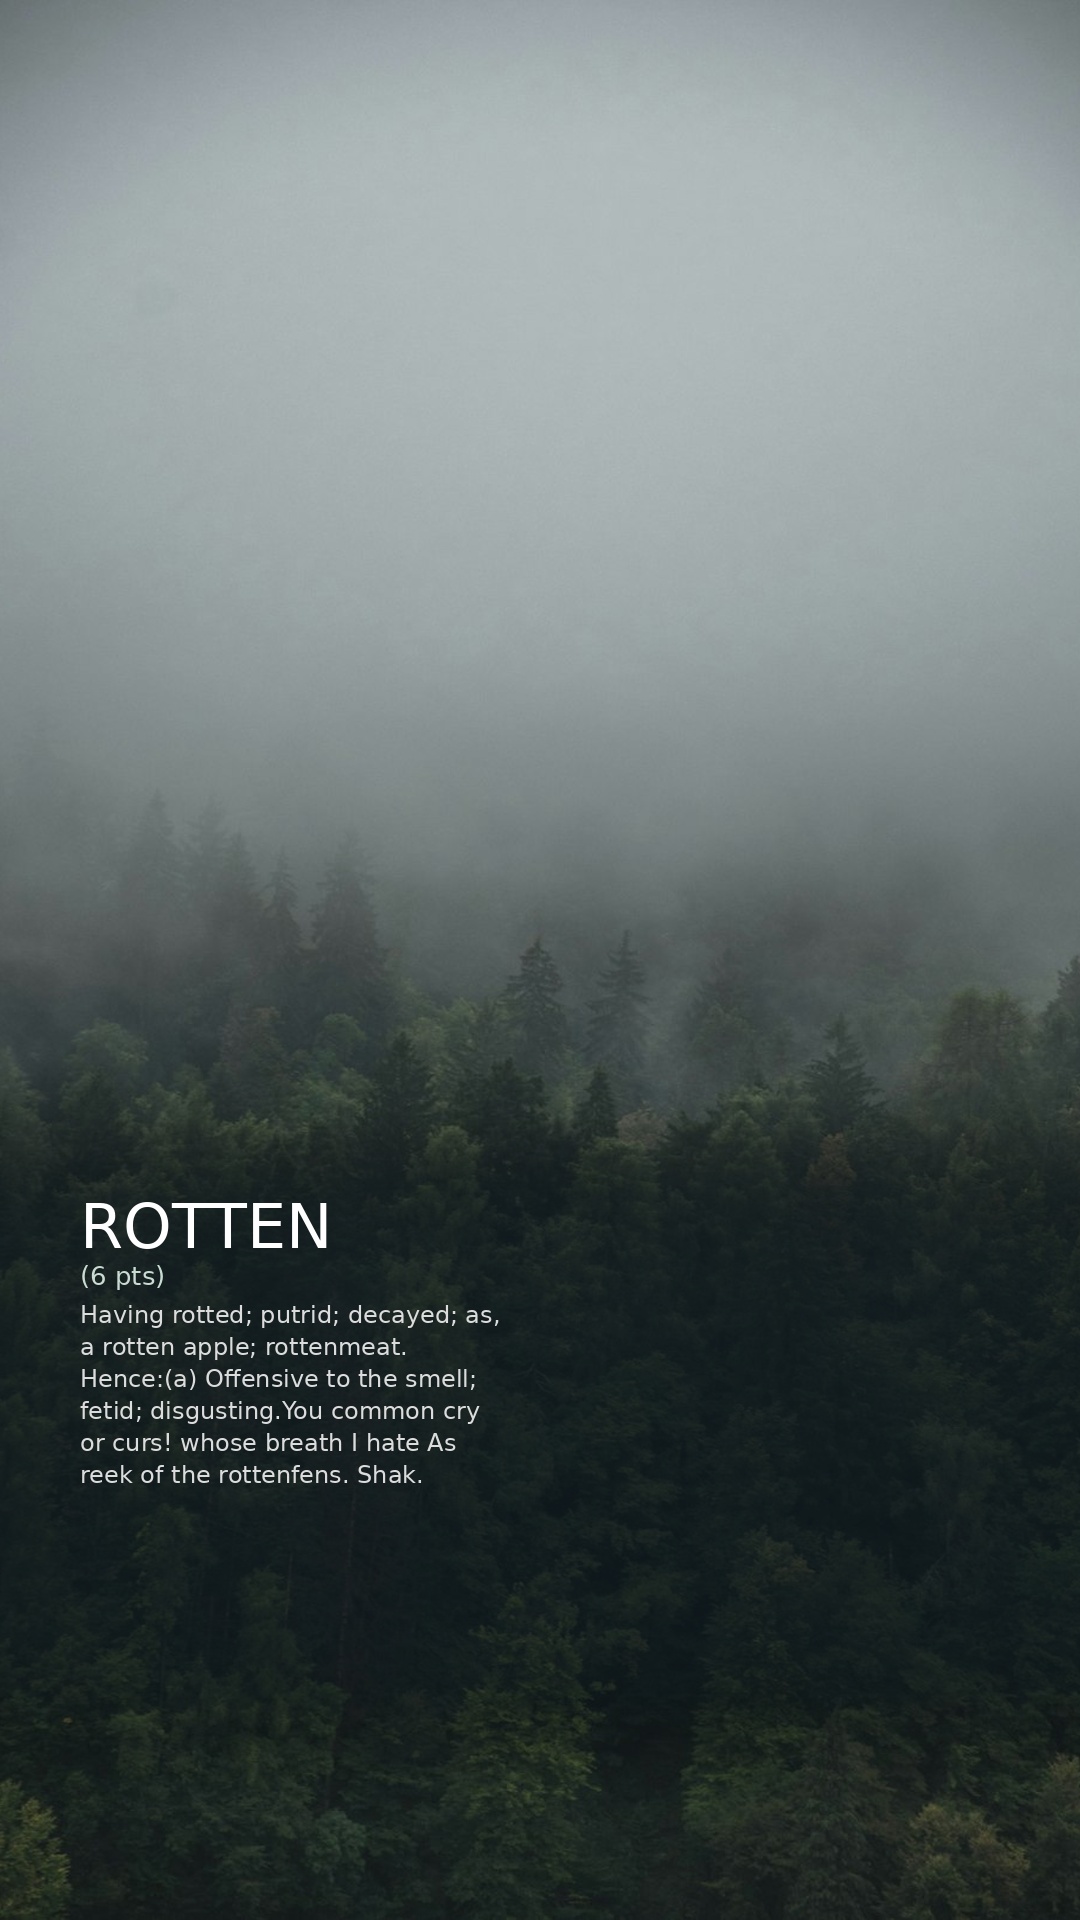 ROTTEN
(6 pts)
Having rotted; putrid; decayed; as,
a rotten apple; rottenmeat.
Hence:(a) Offensive to the smell;
fetid; disgusting.You common cry
or curs! whose breath I hate As
reek of the rottenfens. Shak.